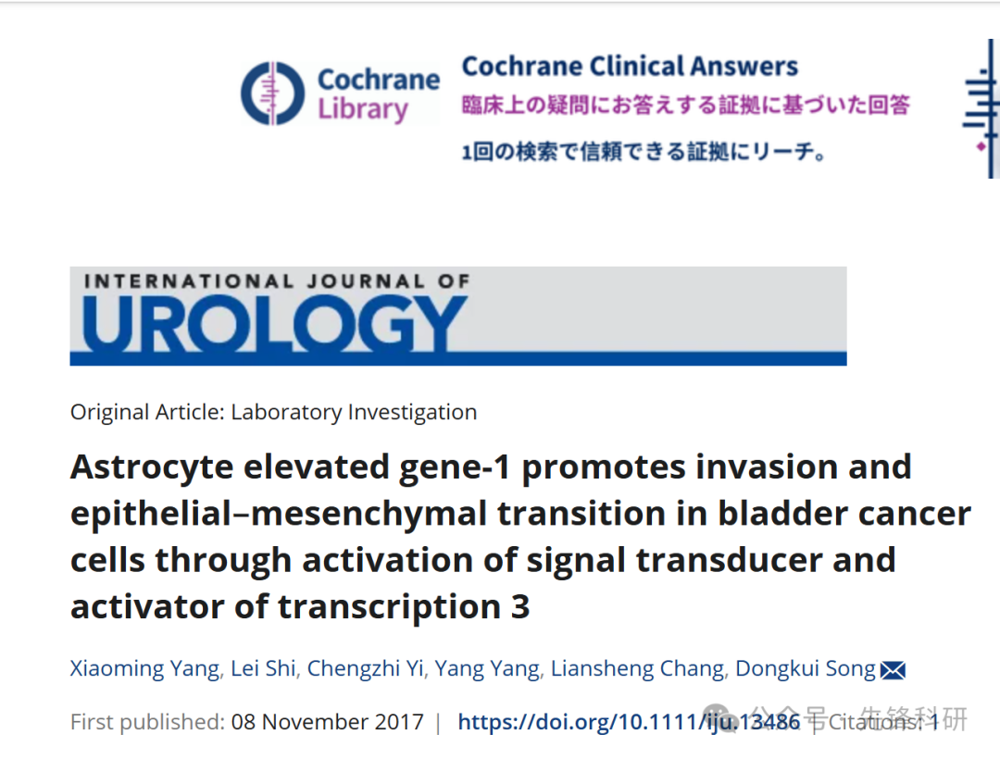 Cochrane Library
Cochrane Clinical Answers
臨床上の疑問にお答えする証拠に基づいた回答
1回の検索で信頼できる証拠にリーチ。
INTERNATIONAL JOURNAL OF
UROLOGY
Original Article: Laboratory Investigation
Astrocyte elevated gene-1 promotes invasion and
epithelial–mesenchymal transition in bladder cancer
cells through activation of signal transducer and
activator of transcription 3
Xiaoming Yang, Lei Shi, Chengzhi Yi, Yang Yang, Liansheng Chang, Dongkui Song
First published: 08 November 2017 | https://doi.org/10.1111/iju.13486 | Citations: 1
公众号 · 先锋科研